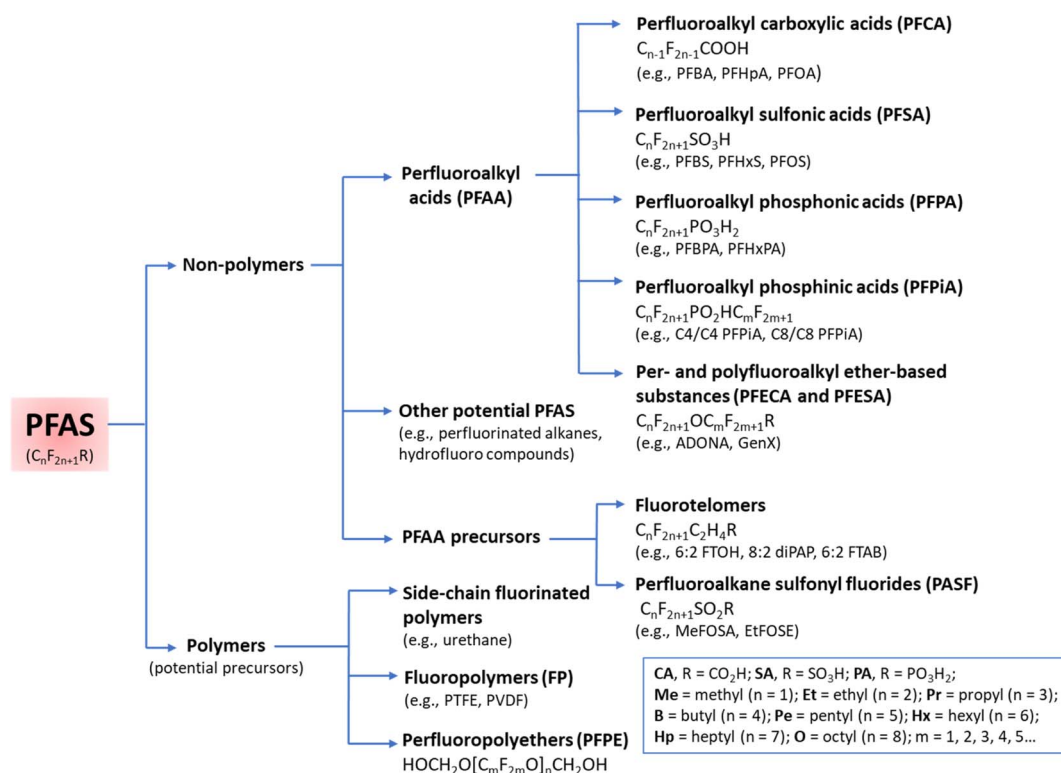 PFAS
(CₙF₂ₙ₊₁R)
Non-polymers
Polymers
(potential precursors)
Perfluoroalkyl
acids (PFAA)
Other potential PFAS
(e.g., perfluorinated alkanes,
hydrofluoro compounds)
PFAA precursors
Side-chain fluorinated
polymers
(e.g., urethane)
Fluoropolymers (FP)
(e.g., PTFE, PVDF)
Perfluoropolyethers (PFPE)
HOCH₂O[CₘF₂ₘO]ₙCH₂OH
Perfluoroalkyl carboxylic acids (PFCA)
Cₙ₋₁F₂ₙ₋₁COOH
(e.g., PFBA, PFHpA, PFOA)
Perfluoroalkyl sulfonic acids (PFSA)
CₙF₂ₙ₊₁SO₃H
(e.g., PFBS, PFHxS, PFOS)
Perfluoroalkyl phosphonic acids (PFPA)
CₙF₂ₙ₊₁PO₃H₂
(e.g., PFBPA, PFHxPA)
Perfluoroalkyl phosphinic acids (PFPiA)
CₙF₂ₙ₊₁PO₂HCₘF₂ₘ₊₁
(e.g., C4/C4 PFPiA, C8/C8 PFPiA)
Per- and polyfluoroalkyl ether-based
substances (PFECA and PFESA)
CₙF₂ₙ₊₁OCₘF₂ₘ₊₁R
(e.g., ADONA, GenX)
Fluorotelomers
CₙF₂ₙ₊₁C₂H₄R
(e.g., 6:2 FTOH, 8:2 diPAP, 6:2 FTAB)
Perfluoroalkane sulfonyl fluorides (PASF)
CₙF₂ₙ₊₁SO₂R
(e.g., MeFOSA, EtFOSE)
CA, R = CO₂H; SA, R = SO₃H; PA, R = PO₃H₂;
Me = methyl (n = 1); Et = ethyl (n = 2); Pr = propyl (n = 3);
B = butyl (n = 4); Pe = pentyl (n = 5); Hx = hexyl (n = 6);
Hp = heptyl (n = 7); O = octyl (n = 8); m = 1, 2, 3, 4, 5...